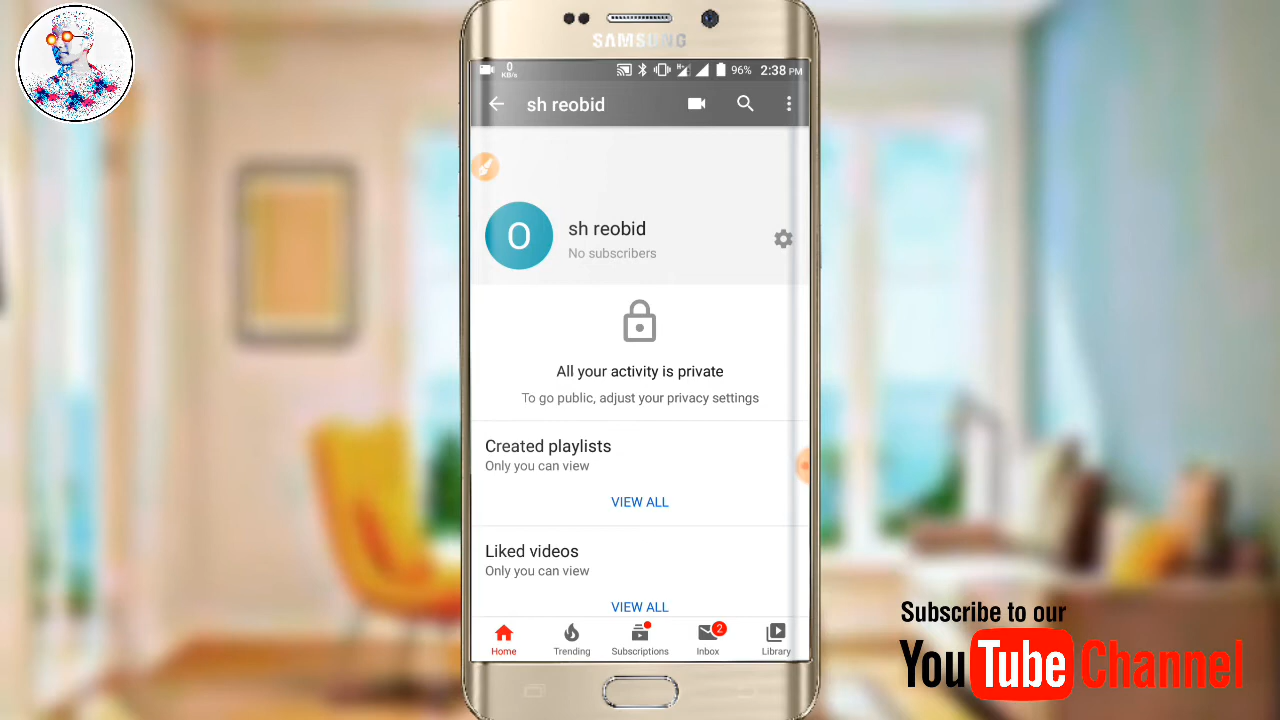 SAMSUNG
0
KB/s
96%
2:38 PM
sh reobid
O
sh reobid
No subscribers
All your activity is private
To go public, adjust your privacy settings
Created playlists
Only you can view
VIEW ALL
Liked videos
Only you can view
VIEW ALL
2
Home
Trending
Subscriptions
Inbox
Library
Subscribe to our
YouTube Channel